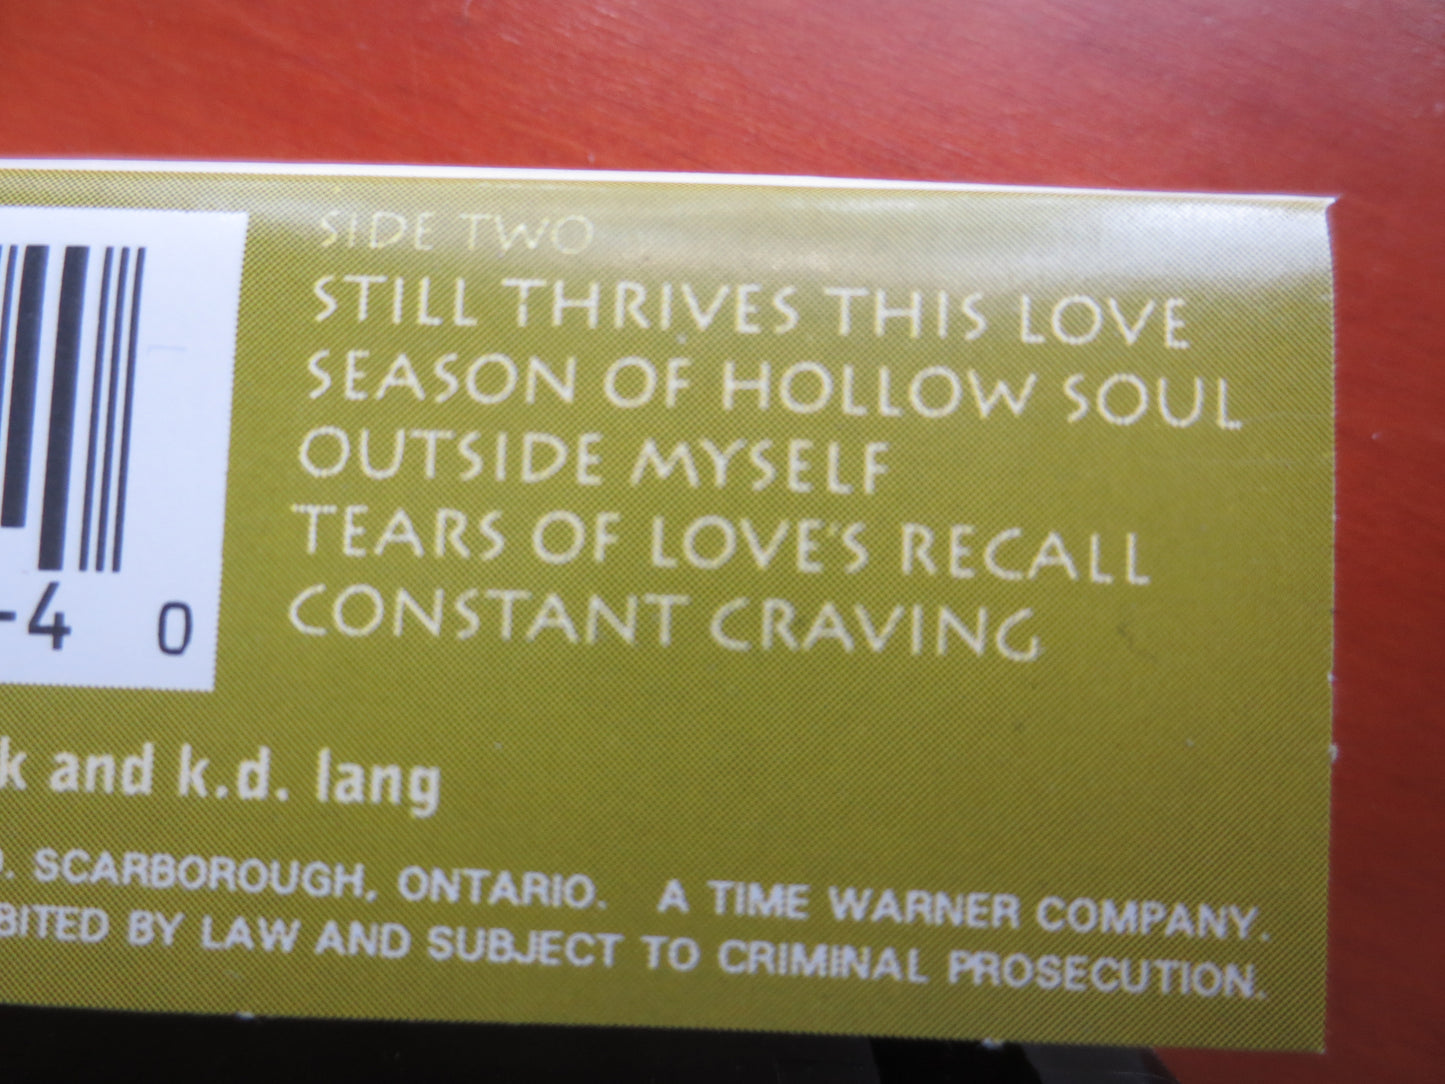 SIDE TWO
STILL THRIVES THIS LOVE
SEASON OF HOLLOW SOUL
OUTSIDE MYSELF
TEARS OF LOVE'S RECALL
CONSTANT CRAVING
-4 0
and k.d. lang
SCARBOROUGH, ONTARIO. A TIME WARNER COMPANY.
BY LAW AND SUBJECT TO CRIMINAL PROSECUTION.